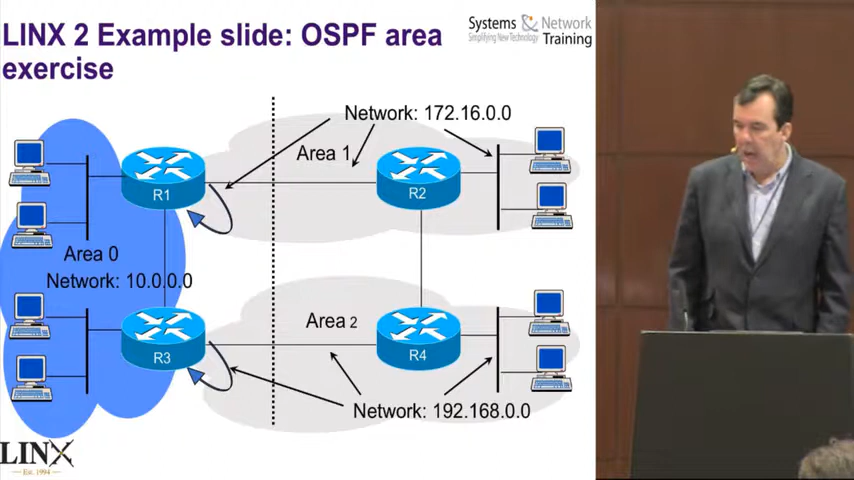 LINX 2 Example slide: OSPF area
exercise
Systems & Network
Simplifying New Technology
Training
Network: 172.16.0.0
Area 1
R1
R2
Area 0
Network: 10.0.0.0
Area 2
R3
R4
Network: 192.168.0.0
LINX
Est. 1994